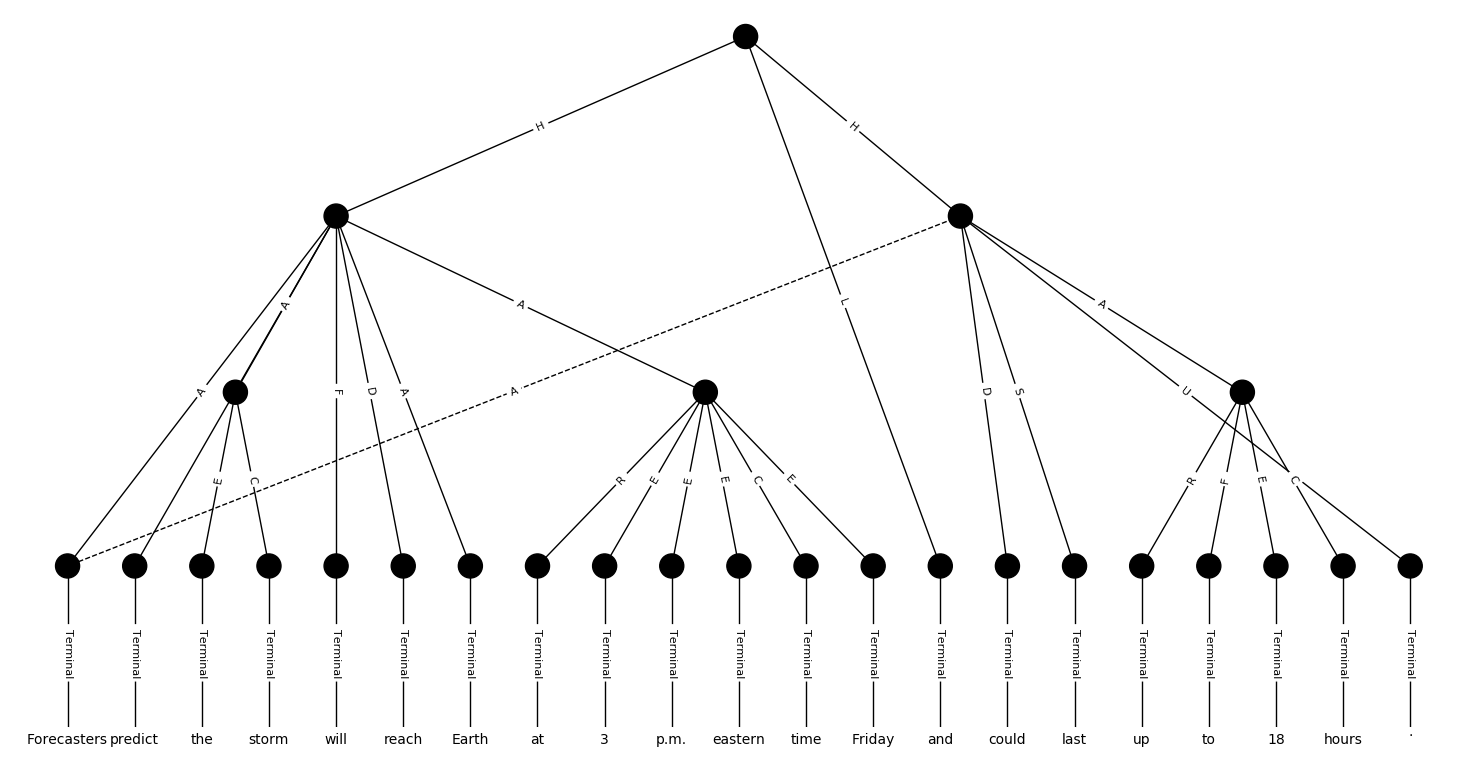 H
H
A
A
L
A
A
F
D
A
A
D
S
U
E
C
R
E
E
E
C
E
R
F
E
C
Terminal Terminal Terminal Terminal Terminal Terminal Terminal Terminal Terminal Terminal Terminal Terminal Terminal Terminal Terminal Terminal Terminal Terminal Terminal Terminal Terminal
Forecasters predict the storm will reach Earth at 3 p.m. eastern time Friday and could last up to 18 hours .